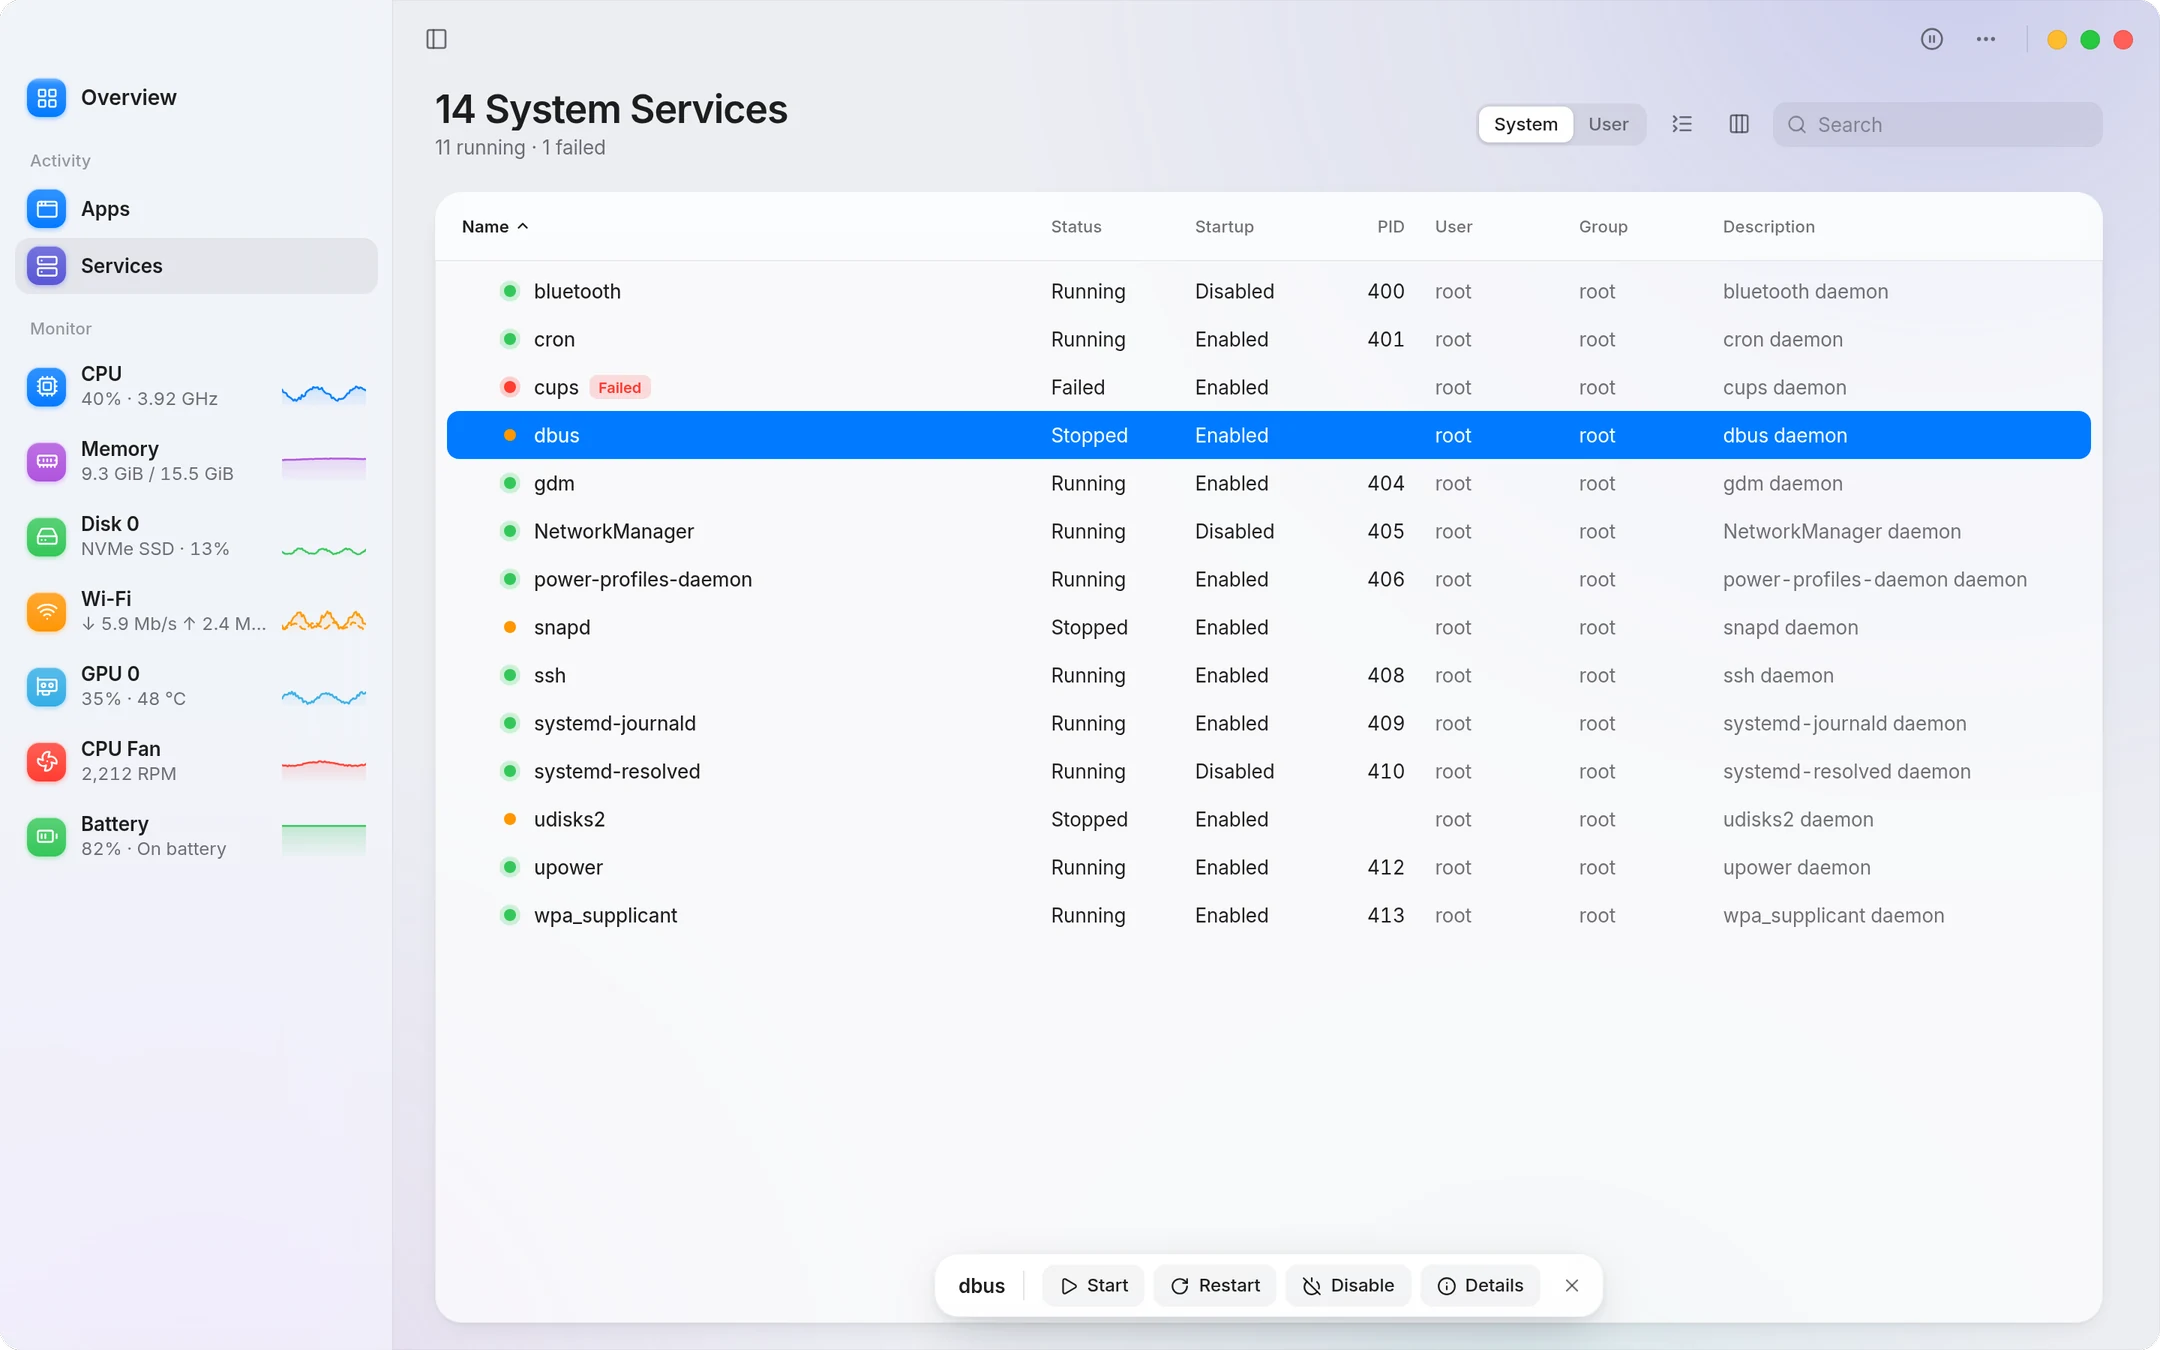 Overview
Activity
Apps
Services
Monitor
CPU
40% · 3.92 GHz
Memory
9.3 GiB / 15.5 GiB
Disk 0
NVMe SSD · 13%
Wi-Fi
↓ 5.9 Mb/s ↑ 2.4 M...
GPU 0
35% · 48 °C
CPU Fan
2,212 RPM
Battery
82% · On battery
14 System Services
11 running · 1 failed
System User Search
Name Status Startup PID User Group Description
bluetooth Running Disabled 400 root root bluetooth daemon
cron Running Enabled 401 root root cron daemon
cups Failed Failed Enabled root root cups daemon
dbus Stopped Enabled root root dbus daemon
gdm Running Enabled 404 root root gdm daemon
NetworkManager Running Disabled 405 root root NetworkManager daemon
power-profiles-daemon Running Enabled 406 root root power-profiles-daemon daemon
snapd Stopped Enabled root root snapd daemon
ssh Running Enabled 408 root root ssh daemon
systemd-journald Running Enabled 409 root root systemd-journald daemon
systemd-resolved Running Disabled 410 root root systemd-resolved daemon
udisks2 Stopped Enabled root root udisks2 daemon
upower Running Enabled 412 root root upower daemon
wpa_supplicant Running Enabled 413 root root wpa_supplicant daemon
dbus Start Restart Disable Details